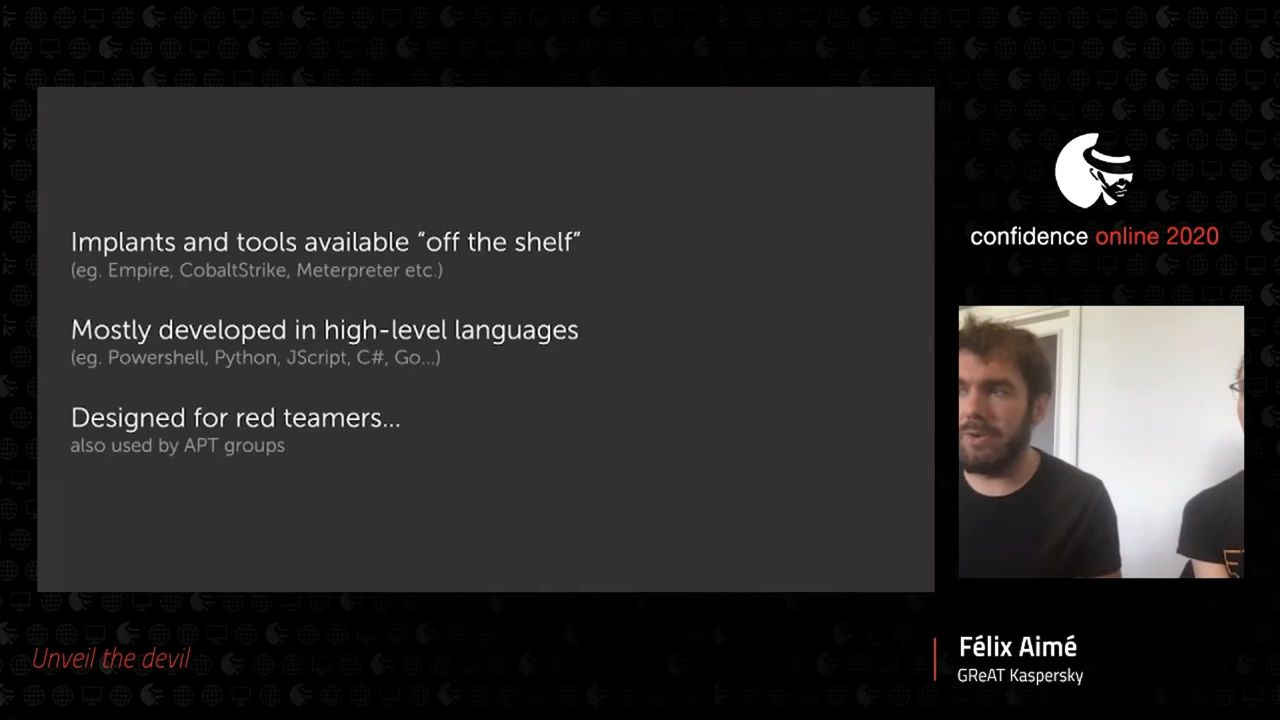 Implants and tools available “off the shelf”
(eg. Empire, CobaltStrike, Meterpreter etc.)
Mostly developed in high-level languages
(eg. Powershell, Python, JScript, C#, Go...)
Designed for red teamers...
also used by APT groups
confidence online 2020
Unveil the devil
Félix Aimé
GReAT Kaspersky